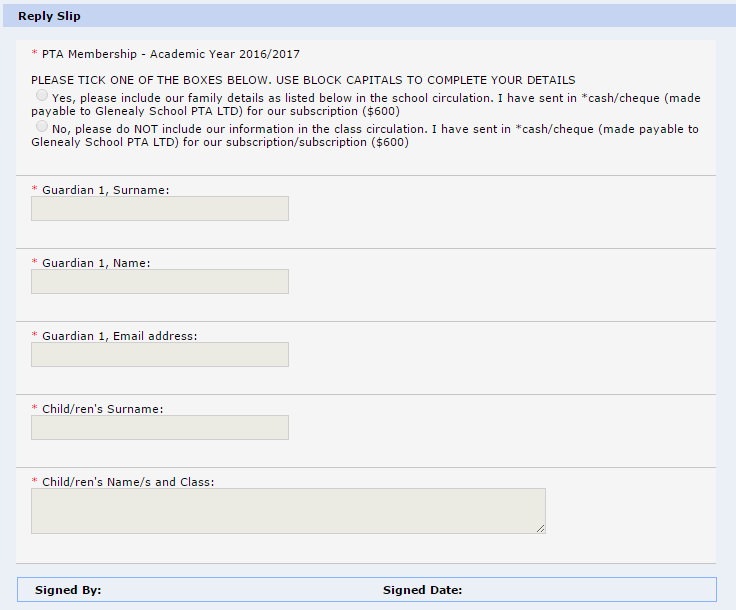 Reply Slip
* PTA Membership - Academic Year 2016/2017
PLEASE TICK ONE OF THE BOXES BELOW. USE BLOCK CAPITALS TO COMPLETE YOUR DETAILS
Yes, please include our family details as listed below in the school circulation. I have sent in *cash/cheque (made
payable to Glenealy School PTA LTD) for our subscription ($600)
No, please do NOT include our information in the class circulation. I have sent in *cash/cheque (made payable to
Glenealy School PTA LTD) for our subscription/subscription ($600)
* Guardian 1, Surname:
* Guardian 1, Name:
* Guardian 1, Email address:
* Child/ren's Surname:
* Child/ren's Name/s and Class:
Signed By: Signed Date: